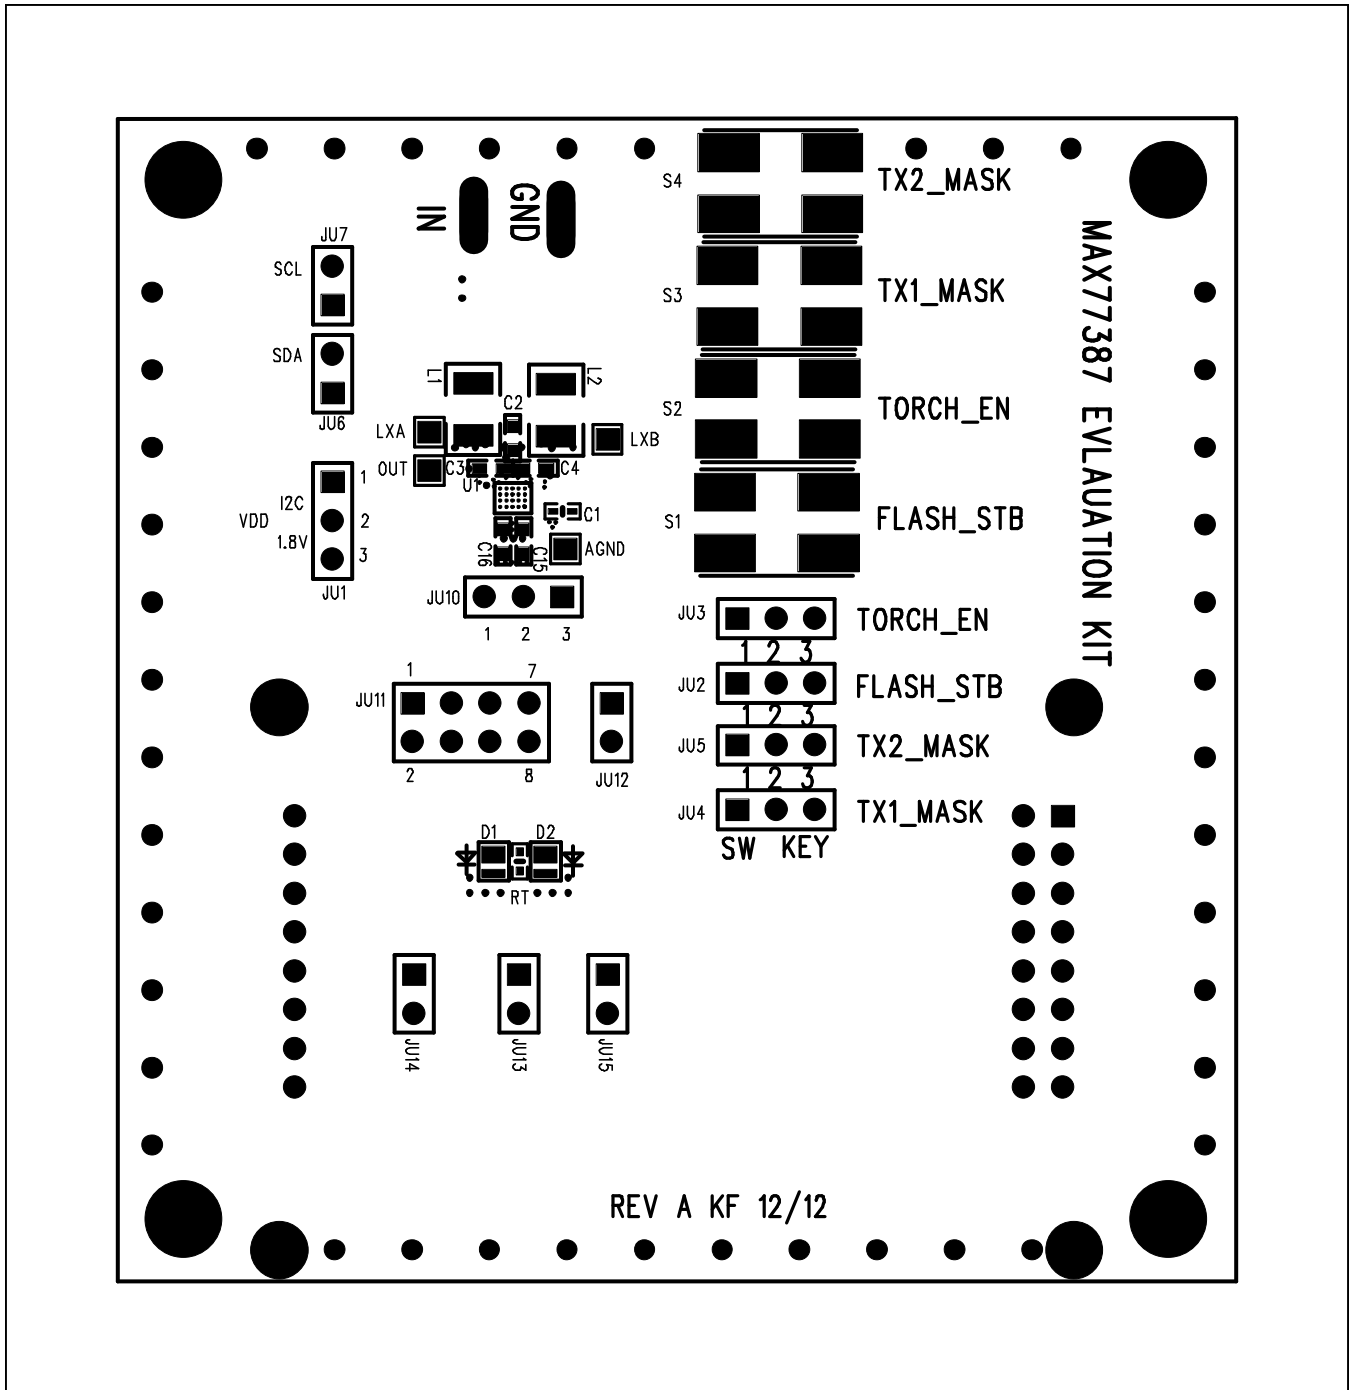 S4
TX2_MASK
IN
GND
MAX77387 EVLAUATION KIT
JU7
SCL
S3
TX1_MASK
SDA
JU6
L1
L2
C2
S2
TORCH_EN
LXA
LXB
OUT
C3
C4
U1
1
I2C
VDD
2
1.8V
3
JU1
C1
S1
FLASH_STB
C16
C15
AGND
JU10
1 2 3
JU3
TORCH_EN
1 2 3
JU2
FLASH_STB
1 2 3
JU5
TX2_MASK
1 2 3
JU4
TX1_MASK
SW KEY
1 7
JU11
2 8
JU12
D1 D2
RT
JU14
JU13
JU15
REV A KF 12/12